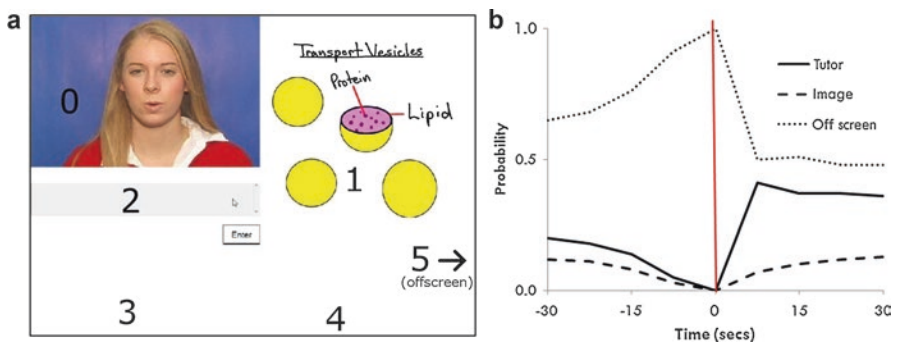 a
0
Transport Vesicles
Protein
Lipid
1
2
Enter
5 →
(offscreen)
3
4
b
Probability
1.0
0.5
0.0
Tutor
Image
Off screen
-30
-15
0
15
30
Time (secs)